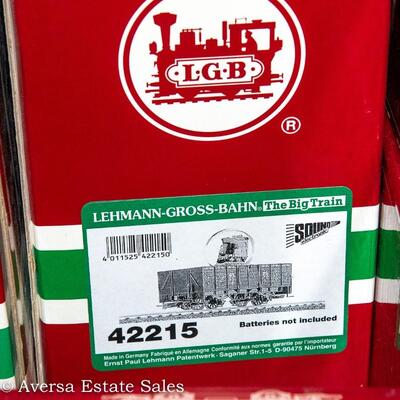 L·G·B
®
LEHMANN-GROSS-BAHN® The Big Train
SOUND
electronic
4 011525 422150
42215
Batteries not included
Made in Germany Fabriqué en Allemagne Conformité aux normes garantie par l'importateur
Ernst Paul Lehmann Patentwerk - Saganer Str.1-5 D-90475 Nürnberg
© Aversa Estate Sales